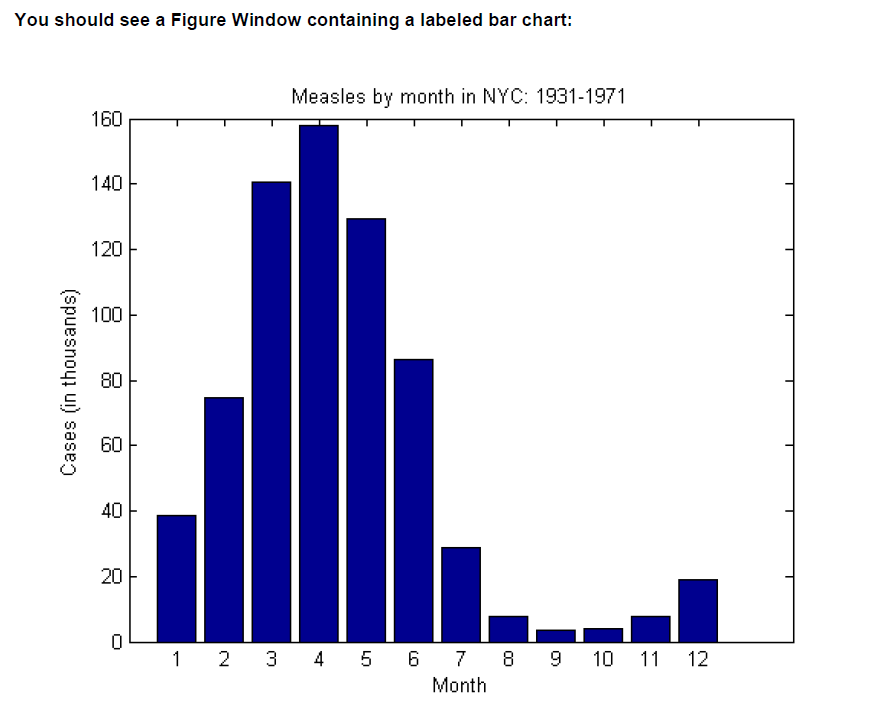 You should see a Figure Window containing a labeled bar chart:
Measles by month in NYC: 1931-1971
160
140
120
100
80
60
40
20
0
Cases (in thousands)
1 2 3 4 5 6 7 8 9 10 11 12
Month